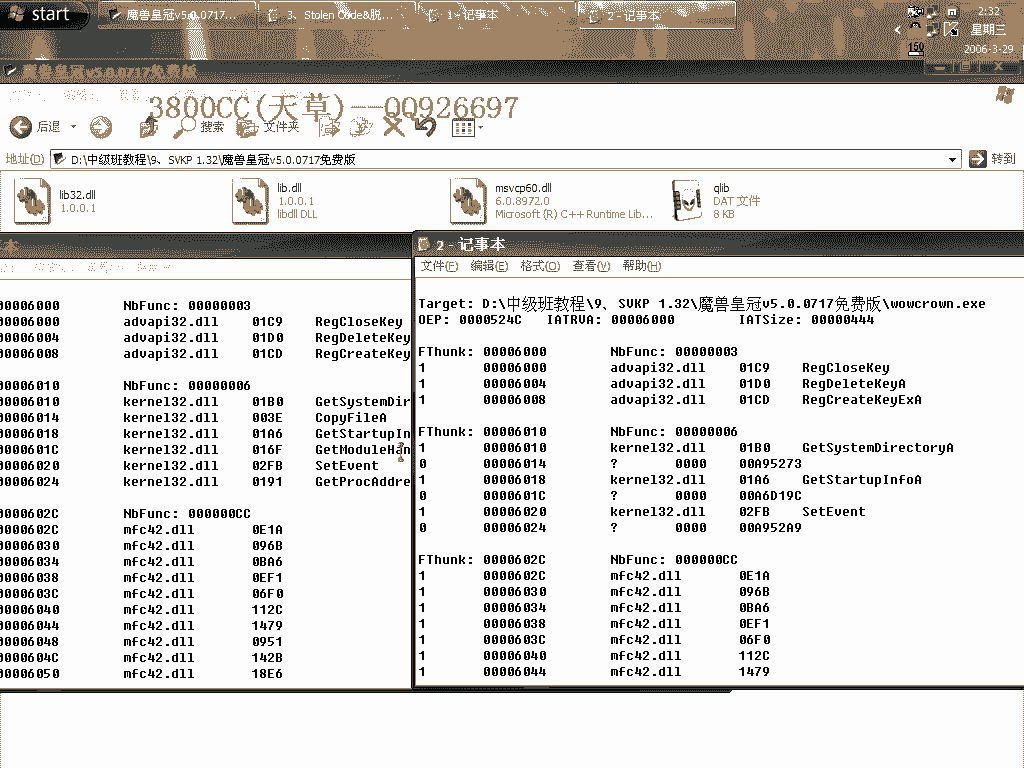 start
魔兽皇冠v5.0.0717...
3、Stolen Code&脱...
1 - 记事本
2 - 记事本
2:32
星期三
2006-3-29
150
魔兽皇冠v5.0.0717免费版
3800CC(天草)--QQ926697
后退
搜索
文件夹
地址(D)
D:\中级班教程\9、SVKP 1.32\魔兽皇冠v5.0.0717免费版
转到
lib32.dll
1.0.0.1
lib.dll
1.0.0.1
libdll DLL
msvcp60.dll
6.0.8972.0
Microsoft (R) C++ Runtime Lib...
qlib
DAT 文件
8 KB
本
00006000 NbFunc: 00000003
00006000 advapi32.dll 01C9 RegCloseKey
00006004 advapi32.dll 01D0 RegDeleteKey
00006008 advapi32.dll 01CD RegCreateKey
00006010 NbFunc: 00000006
00006010 kernel32.dll 01B0 GetSystemDir
00006014 kernel32.dll 003E CopyFileA
00006018 kernel32.dll 01A6 GetStartupIn
0000601C kernel32.dll 016F GetModuleHan
00006020 kernel32.dll 02FB SetEvent
00006024 kernel32.dll 0191 GetProcAddre
0000602C NbFunc: 000000CC
0000602C mfc42.dll 0E1A
00006030 mfc42.dll 096B
00006034 mfc42.dll 0BA6
00006038 mfc42.dll 0EF1
0000603C mfc42.dll 06F0
00006040 mfc42.dll 112C
00006044 mfc42.dll 1479
00006048 mfc42.dll 0951
0000604C mfc42.dll 142B
00006050 mfc42.dll 18E6
2 - 记事本
文件(F) 编辑(E) 格式(O) 查看(V) 帮助(H)
Target: D:\中级班教程\9、SVKP 1.32\魔兽皇冠v5.0.0717免费版\wowcrown.exe
OEP: 0000524C IATRVA: 00006000 IATSize: 00000444
FThunk: 00006000 NbFunc: 00000003
1 00006000 advapi32.dll 01C9 RegCloseKey
1 00006004 advapi32.dll 01D0 RegDeleteKeyA
1 00006008 advapi32.dll 01CD RegCreateKeyExA
FThunk: 00006010 NbFunc: 00000006
1 00006010 kernel32.dll 01B0 GetSystemDirectoryA
0 00006014 ? 0000 00A95273
1 00006018 kernel32.dll 01A6 GetStartupInfoA
0 0000601C ? 0000 00A6D19C
1 00006020 kernel32.dll 02FB SetEvent
0 00006024 ? 0000 00A952A9
FThunk: 0000602C NbFunc: 000000CC
1 0000602C mfc42.dll 0E1A
1 00006030 mfc42.dll 096B
1 00006034 mfc42.dll 0BA6
1 00006038 mfc42.dll 0EF1
1 0000603C mfc42.dll 06F0
1 00006040 mfc42.dll 112C
1 00006044 mfc42.dll 1479